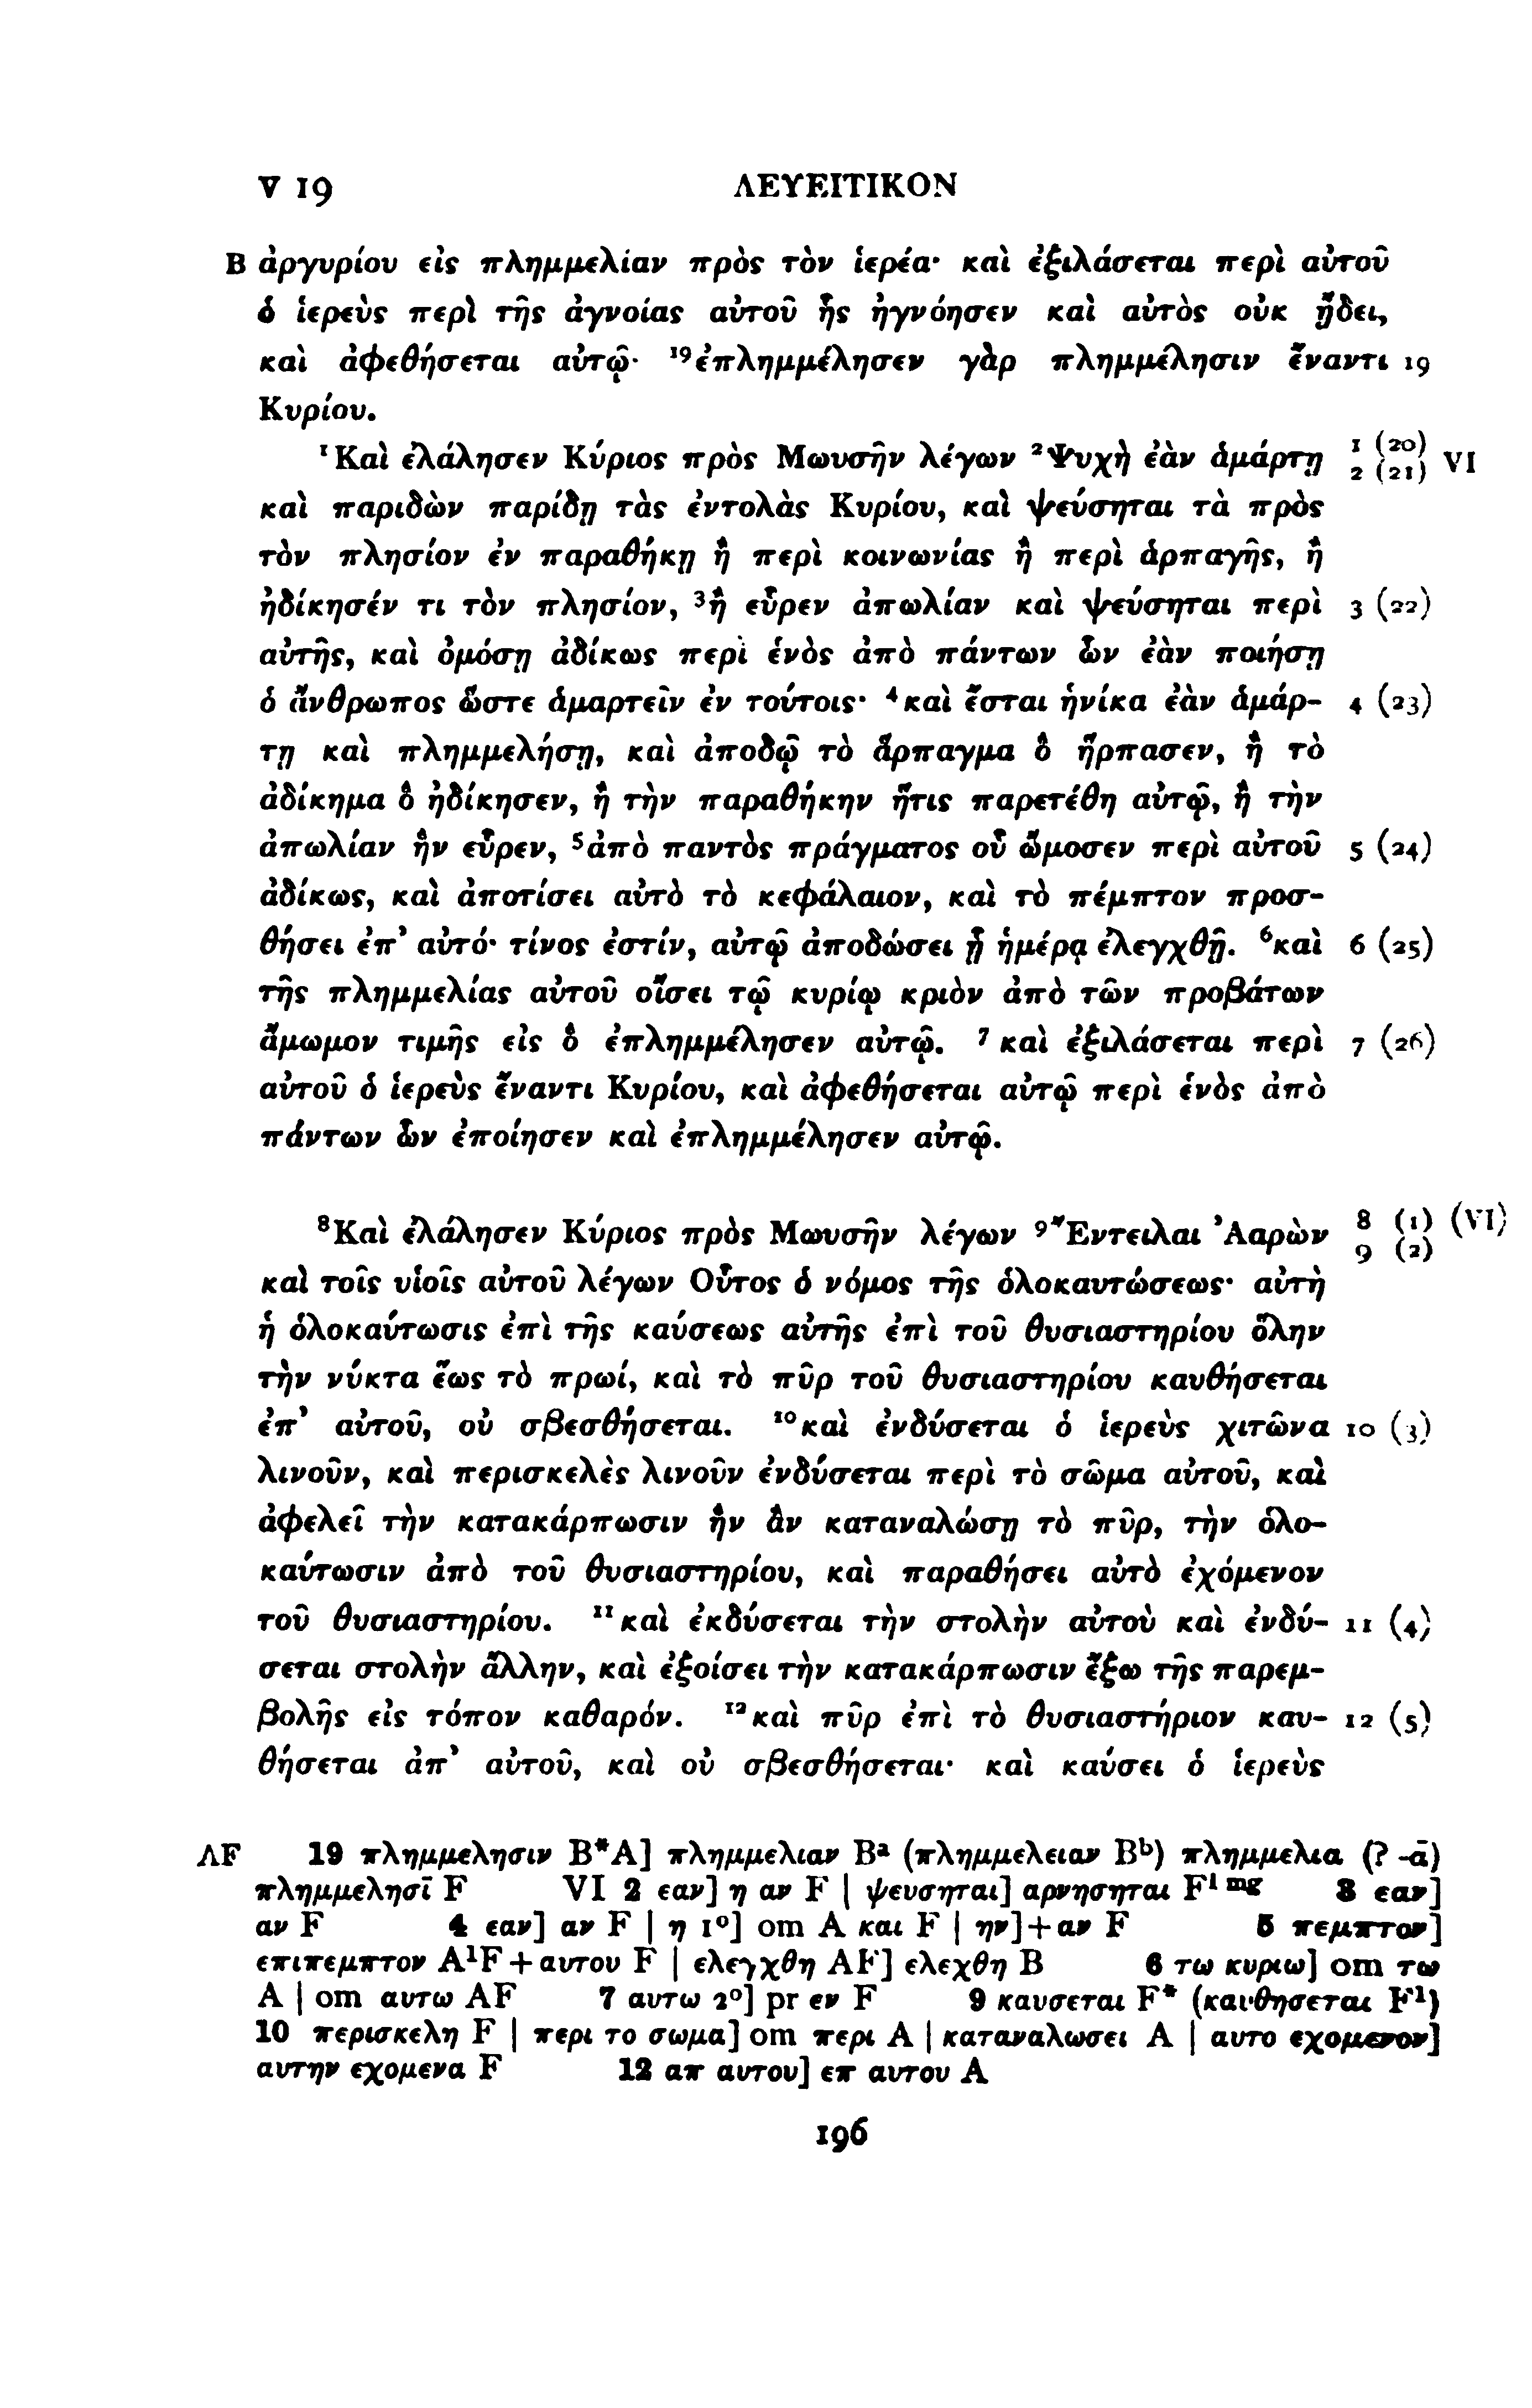 V 19 ΛΕΥΕΙΤΙΚΟΝ
B ἀργυρίου εἰς πλημμελίαν πρὸς τὸν ἱερέα· καὶ ἐξιλάσεται περὶ αὐτοῦ
ὁ ἱερεὺς περὶ τῆς ἀγνοίας αὐτοῦ ἧς ἠγνόησεν καὶ αὐτὸς οὐκ ᾔδει,
καὶ ἀφεθήσεται αὐτῷ· ¹⁹ἐπλημμέλησεν γὰρ πλημμέλησιν ἔναντι 19
Κυρίου.
¹Καὶ ἐλάλησεν Κύριος πρὸς Μωυσῆν λέγων ²Ψυχὴ ἐὰν ἁμάρτῃ 1 (20) 2 (21) VI
καὶ παριδὼν παρίδῃ τὰς ἐντολὰς Κυρίου, καὶ ψεύσηται τὰ πρὸς
τὸν πλησίον ἐν παραθήκῃ ἢ περὶ κοινωνίας ἢ περὶ ἁρπαγῆς, ἢ
ἠδίκησέν τι τὸν πλησίον, ³ἢ εὗρεν ἀπωλίαν καὶ ψεύσηται περὶ 3 (22)
αὐτῆς, καὶ ὀμόσῃ ἀδίκως περὶ ἑνὸς ἀπὸ πάντων ὧν ἐὰν ποιήσῃ
ὁ ἄνθρωπος ὥστε ἁμαρτεῖν ἐν τούτοις· ⁴καὶ ἔσται ἡνίκα ἐὰν ἁμάρ- 4 (23)
τῃ καὶ πλημμελήσῃ, καὶ ἀποδῷ τὸ ἅρπαγμα ὃ ἥρπασεν, ἢ τὸ
ἀδίκημα ὃ ἠδίκησεν, ἢ τὴν παραθήκην ἥτις παρετέθη αὐτῷ, ἢ τὴν
ἀπωλίαν ἣν εὗρεν, ⁵ἀπὸ παντὸς πράγματος οὗ ὤμοσεν περὶ αὐτοῦ 5 (24)
ἀδίκως, καὶ ἀποτίσει αὐτὸ τὸ κεφάλαιον, καὶ τὸ πέμπτον προσ-
θήσει ἐπ’ αὐτό· τίνος ἐστίν, αὐτῷ ἀποδώσει ᾗ ἡμέρᾳ ἐλεγχθῇ. ⁶καὶ 6 (25)
τῆς πλημμελίας αὐτοῦ οἴσει τῷ κυρίῳ κριὸν ἀπὸ τῶν προβάτων
ἄμωμον τιμῆς εἰς ὃ ἐπλημμέλησεν αὐτῷ. ⁷καὶ ἐξιλάσεται περὶ 7 (26)
αὐτοῦ ὁ ἱερεὺς ἔναντι Κυρίου, καὶ ἀφεθήσεται αὐτῷ περὶ ἑνὸς ἀπὸ
πάντων ὧν ἐποίησεν καὶ ἐπλημμέλησεν αὐτῷ.
⁸Καὶ ἐλάλησεν Κύριος πρὸς Μωυσῆν λέγων ⁹Ἔντειλαι Ἀαρὼν 8 (1) 9 (2) (VI)
καὶ τοῖς υἱοῖς αὐτοῦ λέγων Οὗτος ὁ νόμος τῆς ὁλοκαυτώσεως· αὐτὴ
ἡ ὁλοκαύτωσις ἐπὶ τῆς καύσεως αὐτῆς ἐπὶ τοῦ θυσιαστηρίου ὅλην
τὴν νύκτα ἕως τὸ πρωί, καὶ τὸ πῦρ τοῦ θυσιαστηρίου καυθήσεται
ἐπ’ αὐτοῦ, οὐ σβεσθήσεται. ¹⁰καὶ ἐνδύσεται ὁ ἱερεὺς χιτῶνα 10 (3)
λινοῦν, καὶ περισκελὲς λινοῦν ἐνδύσεται περὶ τὸ σῶμα αὐτοῦ, καὶ
ἀφελεῖ τὴν κατακάρπωσιν ἣν ἂν καταναλώσῃ τὸ πῦρ, τὴν ὁλο-
καύτωσιν ἀπὸ τοῦ θυσιαστηρίου, καὶ παραθήσει αὐτὸ ἐχόμενον
τοῦ θυσιαστηρίου. ¹¹καὶ ἐκδύσεται τὴν στολὴν αὐτοῦ καὶ ἐνδύ- 11 (4)
σεται στολὴν ἄλλην, καὶ ἐξοίσει τὴν κατακάρπωσιν ἔξω τῆς παρεμ-
βολῆς εἰς τόπον καθαρόν. ¹²καὶ πῦρ ἐπὶ τὸ θυσιαστήριον καυ- 12 (5)
θήσεται ἀπ’ αὐτοῦ, καὶ οὐ σβεσθήσεται· καὶ καύσει ὁ ἱερεὺς
AF 19 πλημμελησιν B*A] πλημμελιαν Bᵃ (πλημμελειαν Bᵇ) πλημμελια (? -ᾱ)
πλημμελησῑ F VI 2 εαν] η αν F | ψευσηται] αρνησηται F¹ ᵐᵍ 3 εαν]
αν F 4 εαν] αν F | η 1°] om A και F | ην]+αν F 5 πεμπτον]
επιπεμπτον A¹F + αυτου F | ελεγχθη AF] ελεχθη B 6 τω κυριω] om τω
A | om αυτω AF 7 αυτω 2°] pr εν F 9 καυσεται F* (καυθησεται F¹)
10 περισκελη F | περι το σωμα] om περι A | καταναλωσει A | αυτο εχομενον]
αυτην εχομενα F 12 απ αυτου] επ αυτου A
196